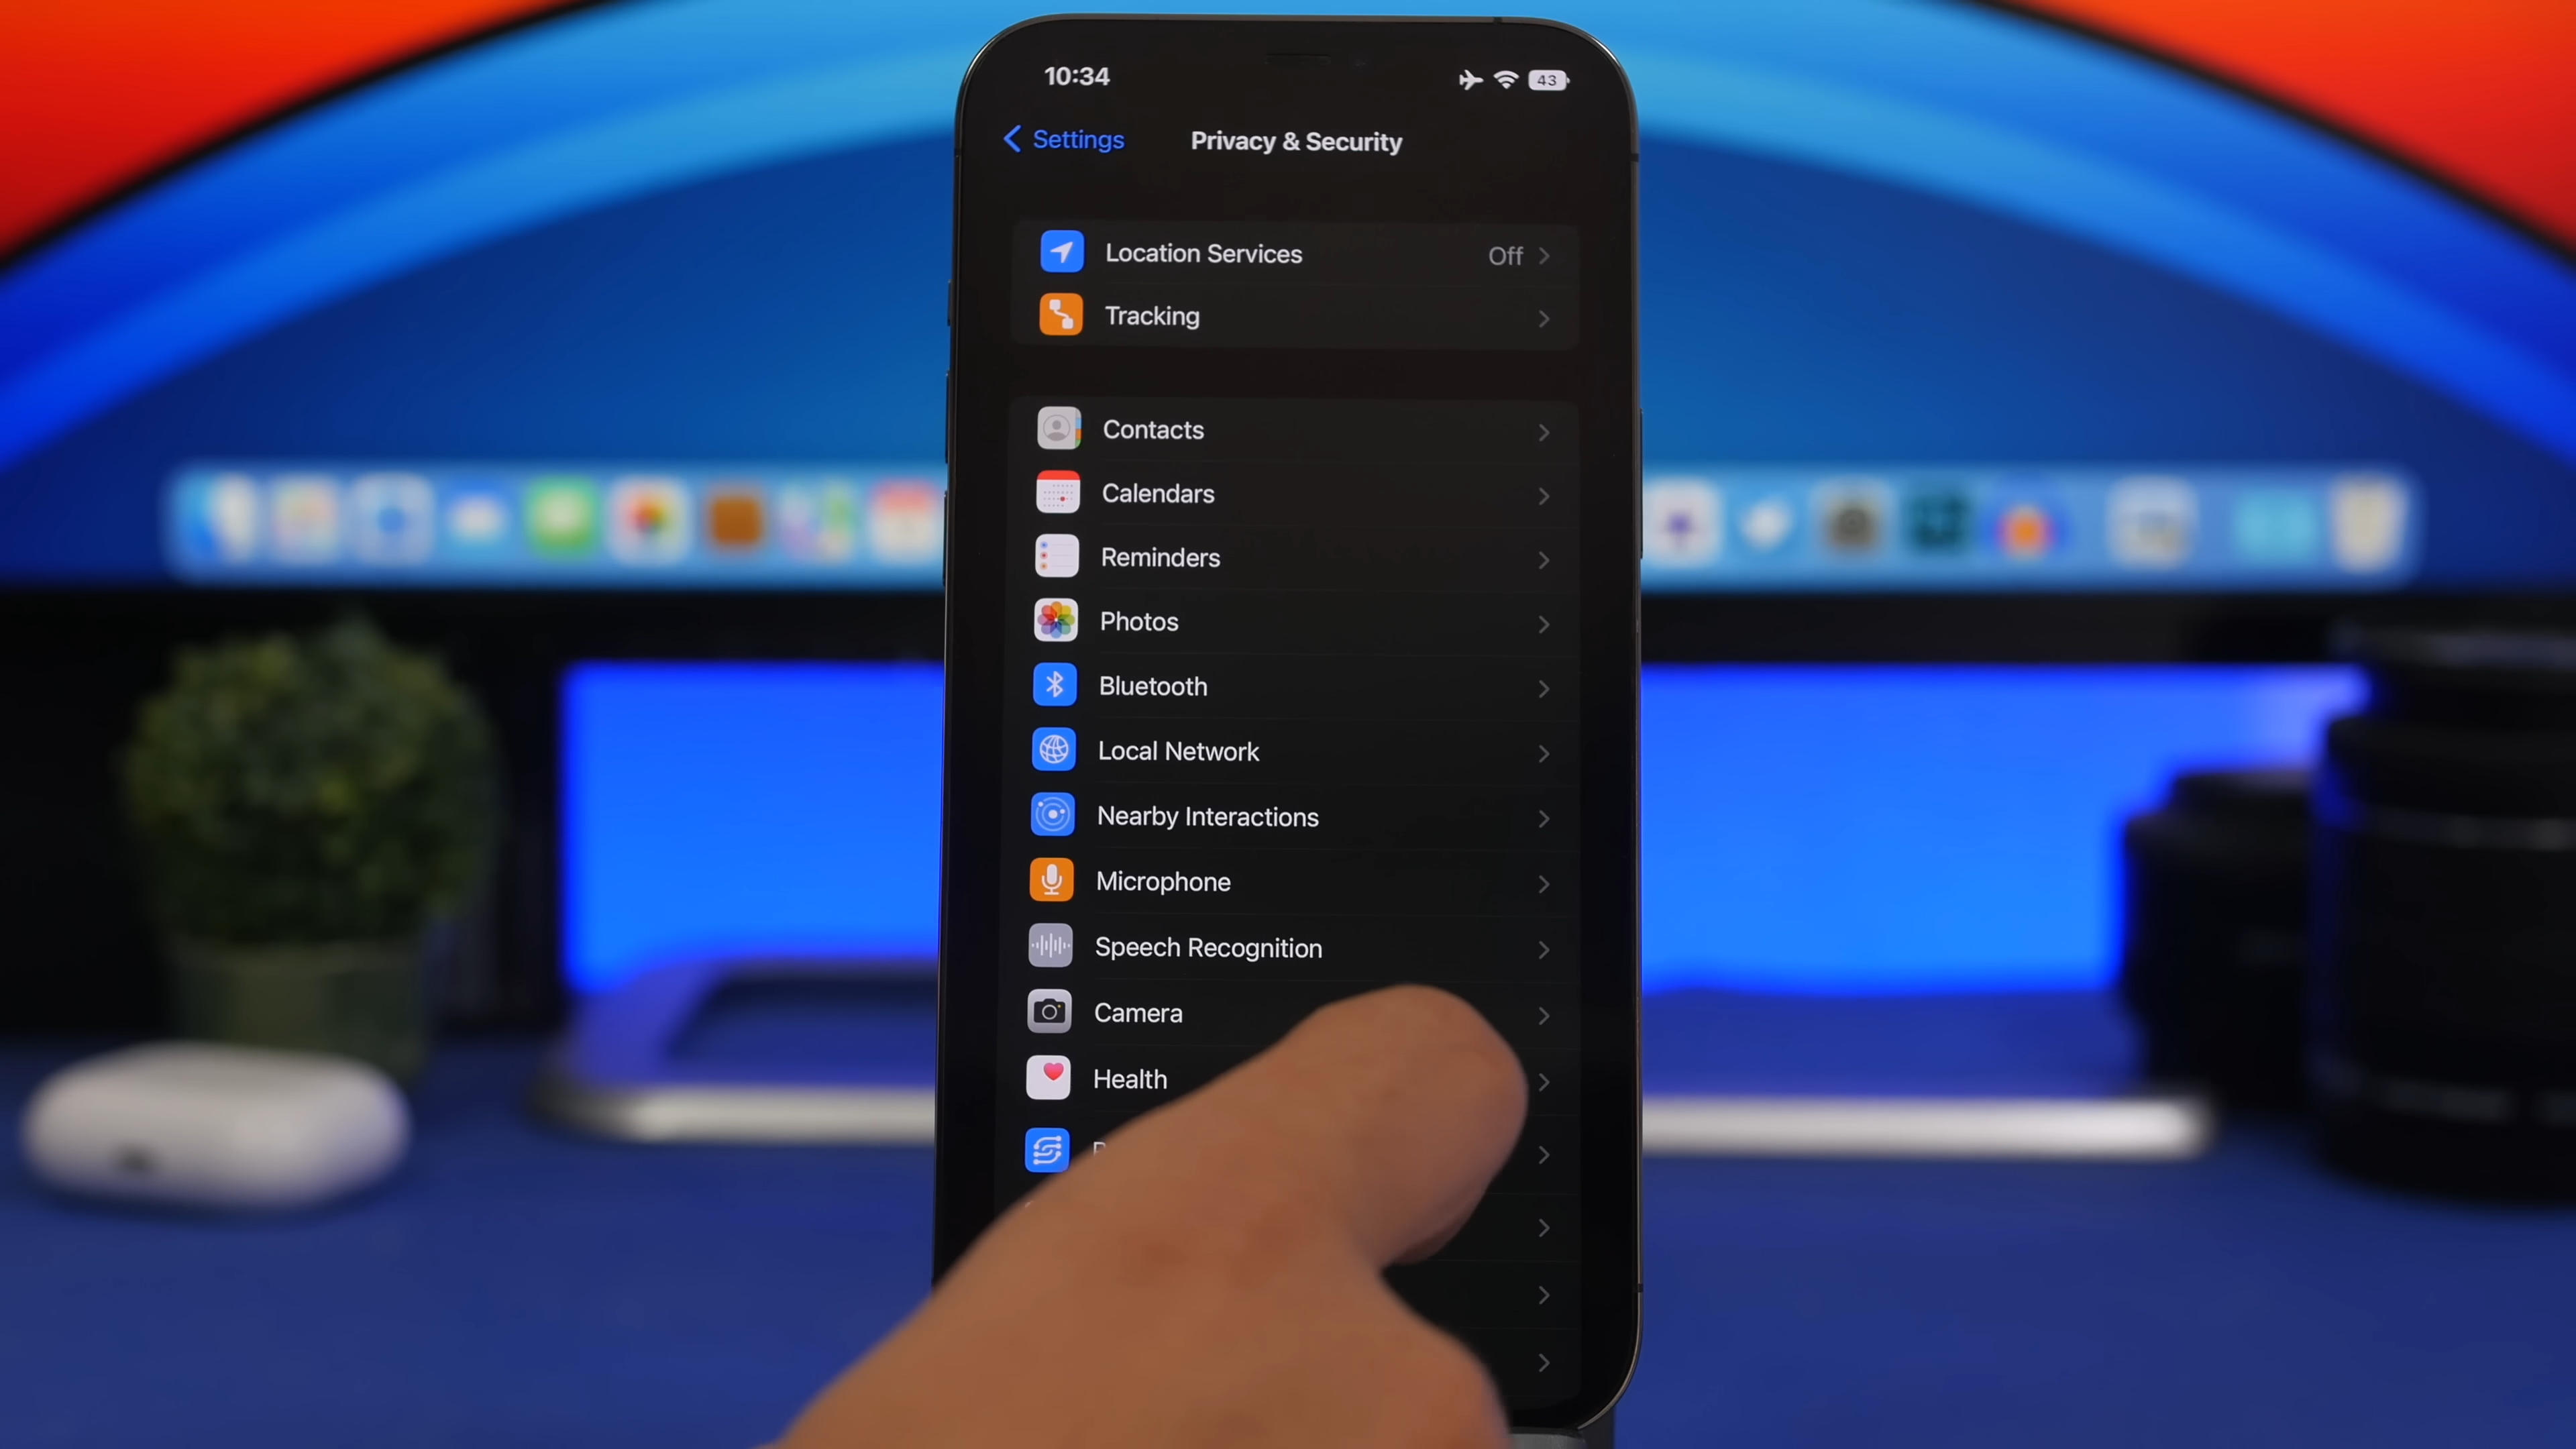 10:34
43
Settings
Privacy & Security
Location Services
Off
Tracking
Contacts
Calendars
Reminders
Photos
Bluetooth
Local Network
Nearby Interactions
Microphone
Speech Recognition
Camera
Health